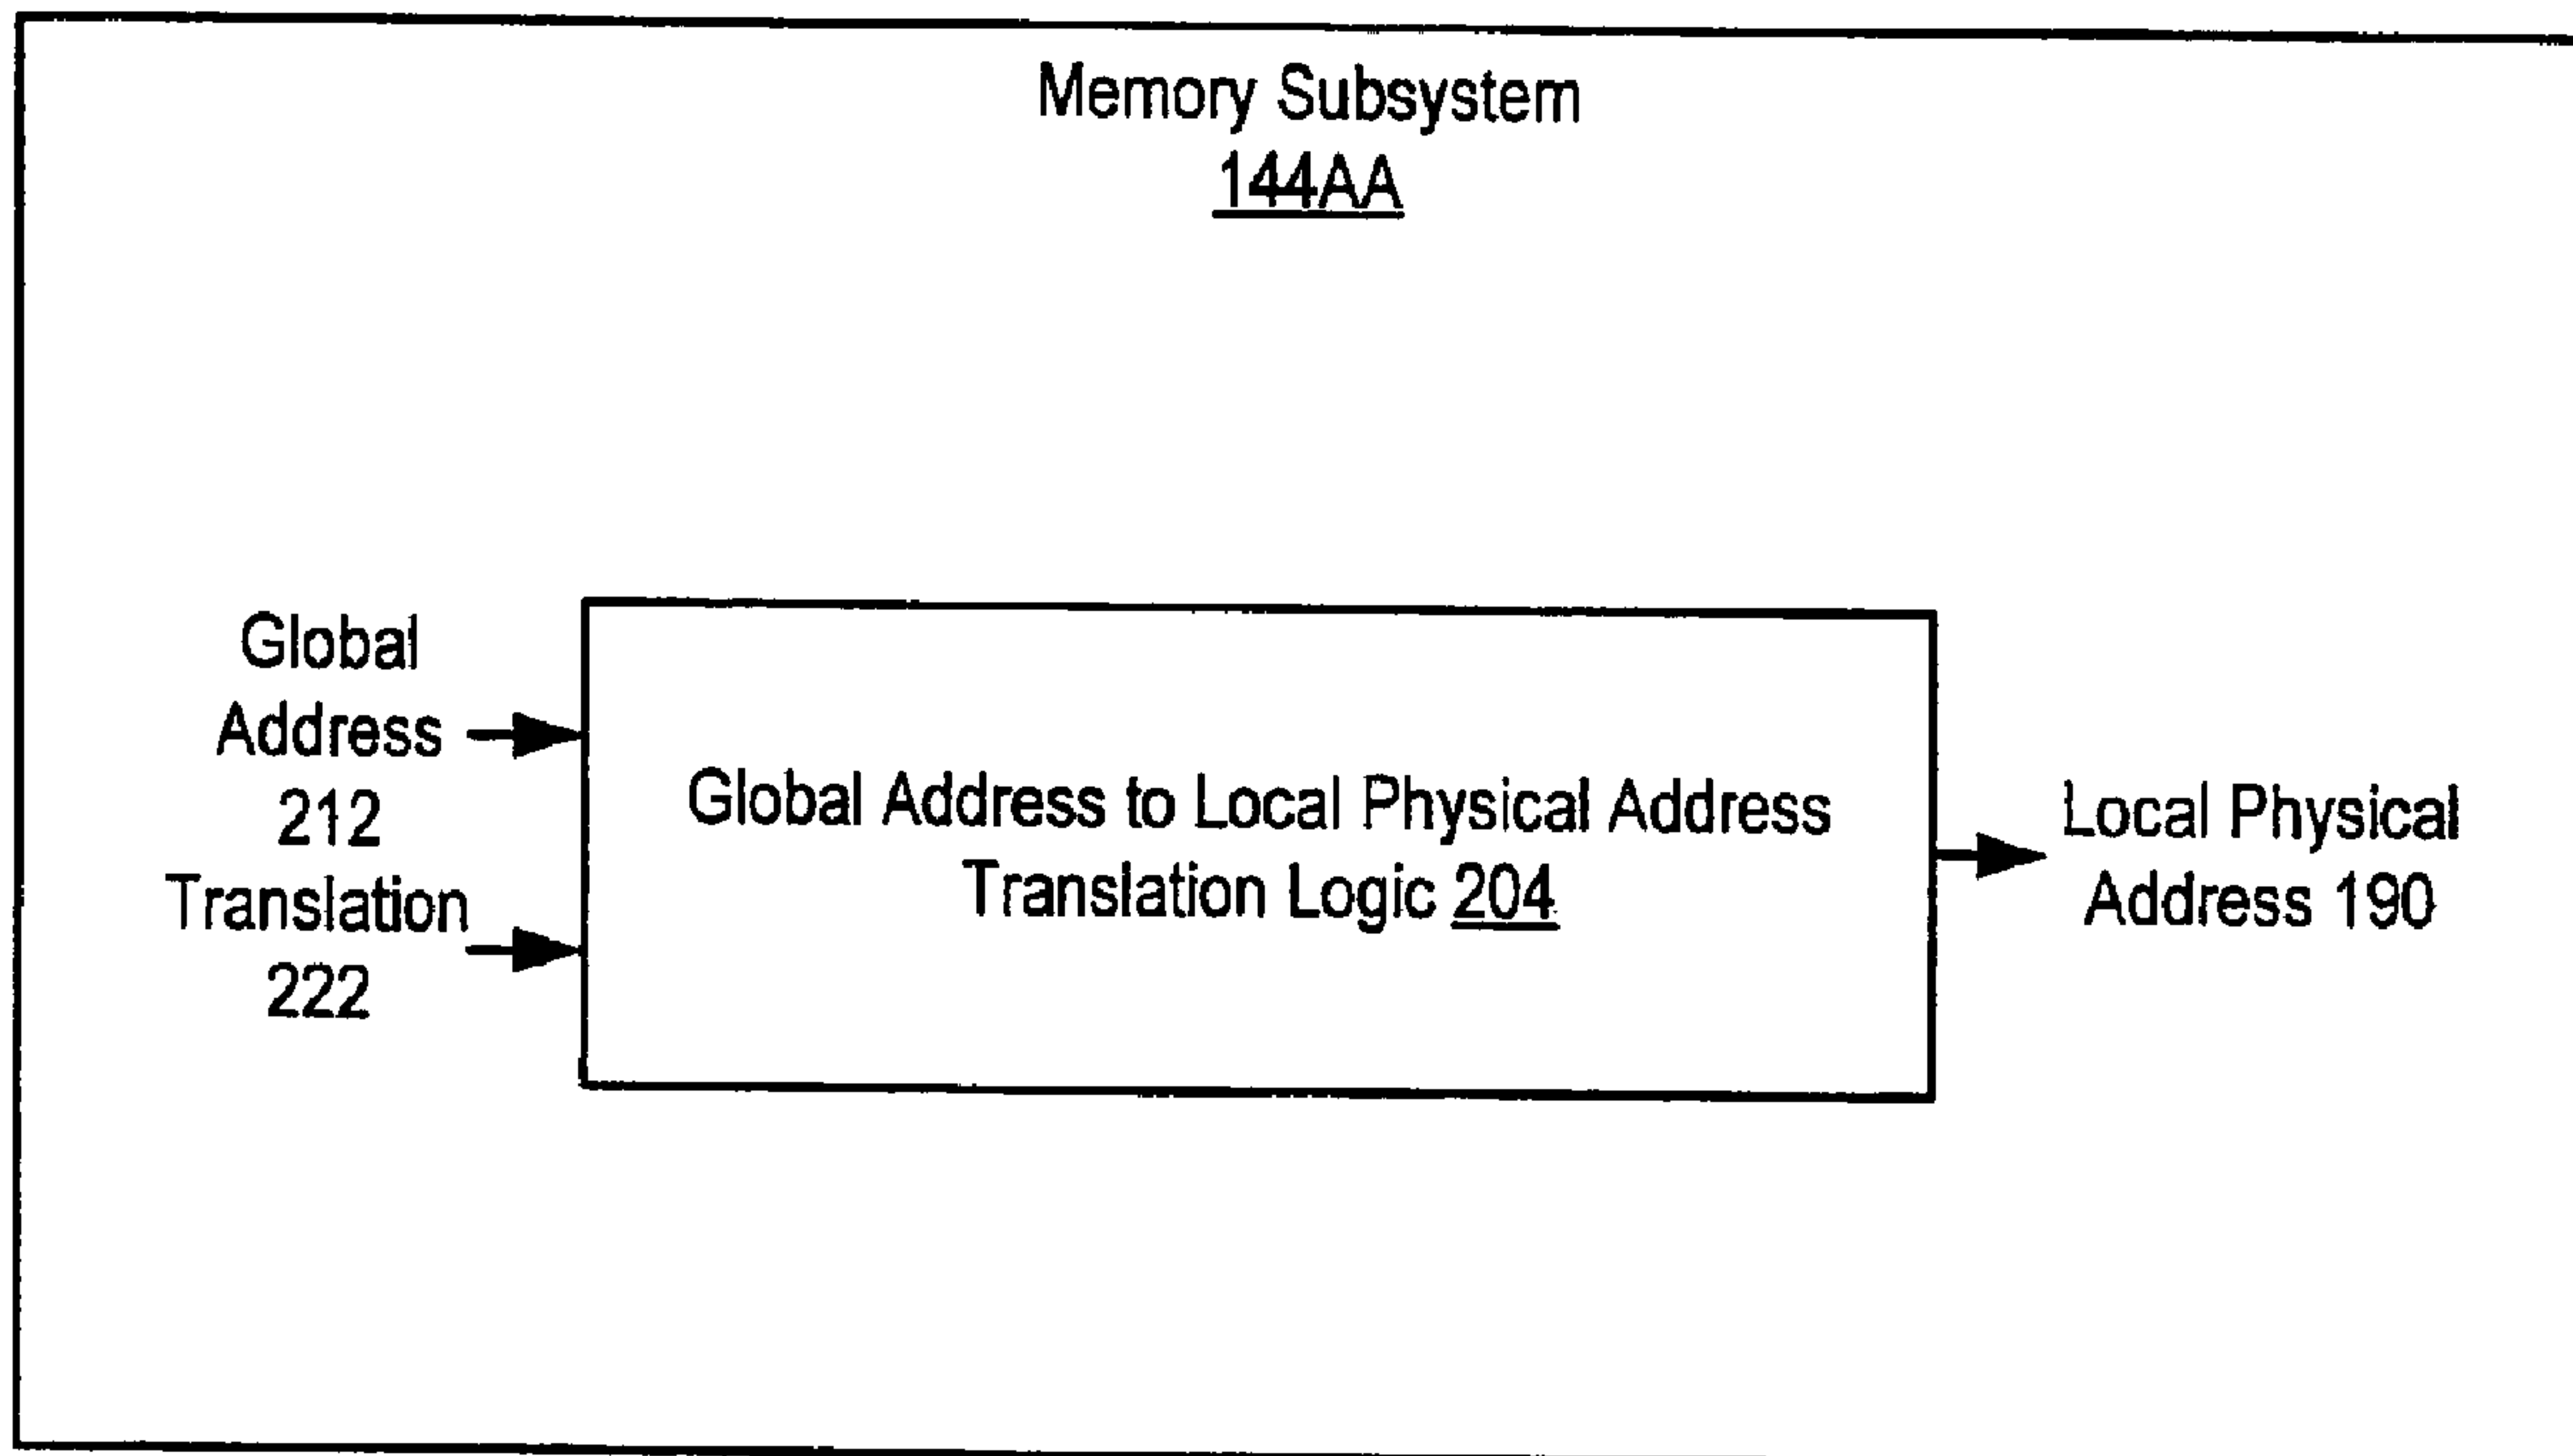 Memory Subsystem
144AA
Global
Address
212
Translation
222
Global Address to Local Physical Address
Translation Logic 204
Local Physical
Address 190